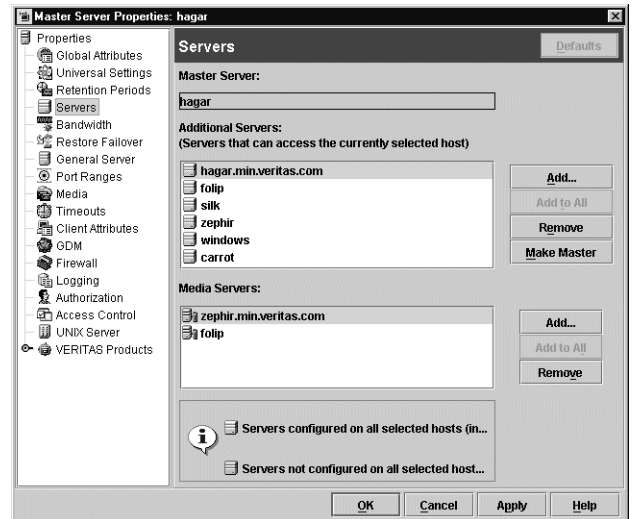 Master Server Properties: hagar
Properties
Global Attributes
Universal Settings
Retention Periods
Servers
Bandwidth
Restore Failover
General Server
Port Ranges
Media
Timeouts
Client Attributes
GDM
Firewall
Logging
Authorization
Access Control
UNIX Server
VERITAS Products
Servers
Defaults
Master Server:
hagar
Additional Servers:
(Servers that can access the currently selected host)
hagar.min.veritas.com
folip
silk
zephir
windows
carrot
Add...
Add to All
Remove
Make Master
Media Servers:
zephir.min.veritas.com
folip
Add...
Add to All
Remove
Servers configured on all selected hosts (in...
Servers not configured on all selected host...
OK
Cancel
Apply
Help